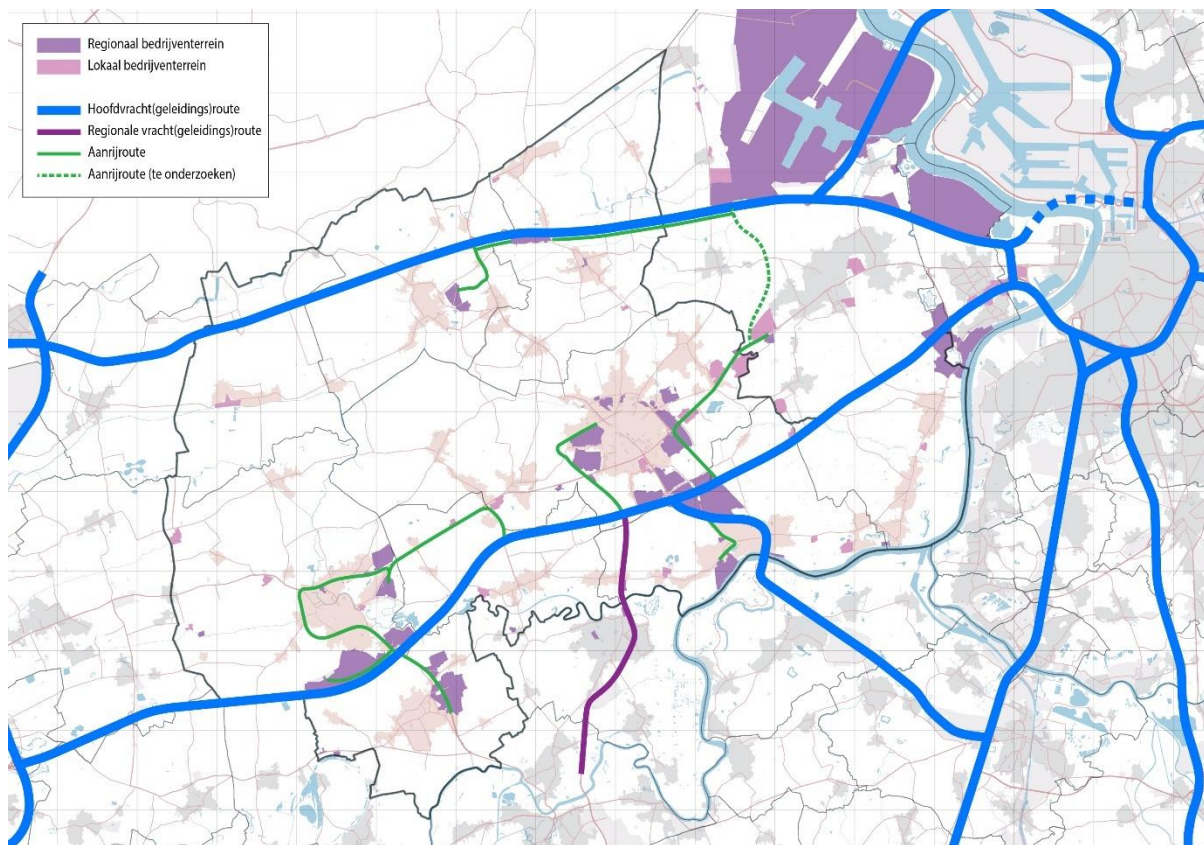 Regionaal bedrijventerrein
Lokaal bedrijventerrein
Hoofdvracht(geleidings)route
Regionale vracht(geleidings)route
Aanrijroute
Aanrijroute (te onderzoeken)